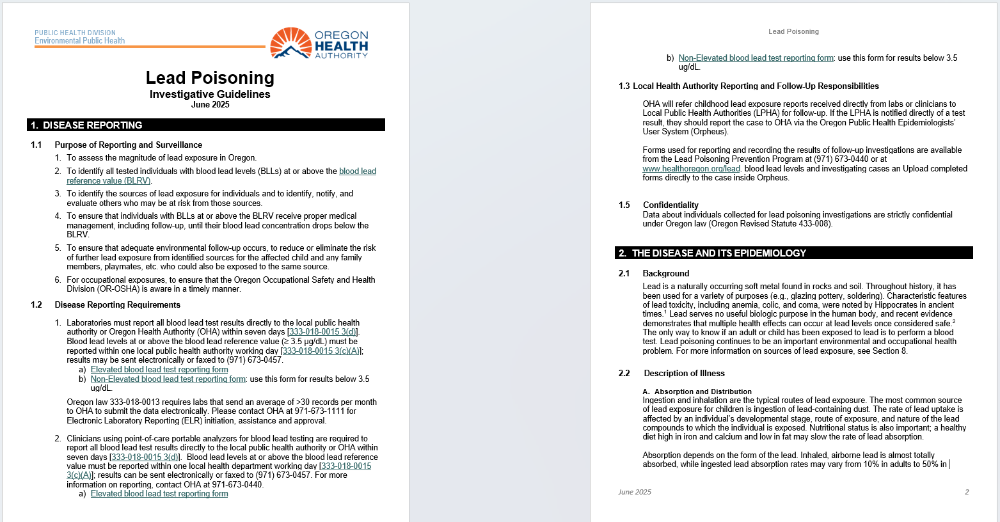 PUBLIC HEALTH DIVISION
Environmental Public Health
OREGON
HEALTH
AUTHORITY
Lead Poisoning
Investigative Guidelines
June 2025
1. DISEASE REPORTING
1.1 Purpose of Reporting and Surveillance
1. To assess the magnitude of lead exposure in Oregon.
2. To identify all tested individuals with blood lead levels (BLLs) at or above the blood lead
reference value (BLRV).
3. To identify the sources of lead exposure for individuals and to identify, notify, and
evaluate others who may be at risk from those sources.
4. To ensure that individuals with BLLs at or above the BLRV receive proper medical
management, including follow-up, until their blood lead concentration drops below the
BLRV.
5. To ensure that adequate environmental follow-up occurs, to reduce or eliminate the risk
of further lead exposure from identified sources for the affected child and any family
members, playmates, etc. who could also be exposed to the same source.
6. For occupational exposures, to ensure that the Oregon Occupational Safety and Health
Division (OR-OSHA) is aware in a timely manner.
1.2 Disease Reporting Requirements
1. Laboratories must report all blood lead test results directly to the local public health
authority or Oregon Health Authority (OHA) within seven days [333-018-0015 3(d)].
Blood lead levels at or above the blood lead reference value (≥ 3.5 µg/dL) must be
reported within one local public health authority working day [333-018-0015 3(c)(A)];
results may be sent electronically or faxed to (971) 673-0457.
a) Elevated blood lead test reporting form
b) Non-Elevated blood lead test reporting form: use this form for results below 3.5
ug/dL.
Oregon law 333-018-0013 requires labs that send an average of >30 records per month
to OHA to submit the data electronically. Please contact OHA at 971-673-1111 for
Electronic Laboratory Reporting (ELR) initiation, assistance and approval.
2. Clinicians using point-of-care portable analyzers for blood lead testing are required to
report all blood lead test results directly to the local public health authority or OHA within
seven days [333-018-0015 3(d)]. Blood lead levels at or above the blood lead reference
value must be reported within one local health department working day [333-018-0015
3(c)(A)]; results can be sent electronically or faxed to (971) 673-0457. For more
information on reporting, contact OHA at 971-673-0440.
a) Elevated blood lead test reporting form
Lead Poisoning
b) Non-Elevated blood lead test reporting form: use this form for results below 3.5
ug/dL.
1.3 Local Health Authority Reporting and Follow-Up Responsibilities
OHA will refer childhood lead exposure reports received directly from labs or clinicians to
Local Public Health Authorities (LPHA) for follow-up. If the LPHA is notified directly of a test
result, they should report the case to OHA via the Oregon Public Health Epidemiologists'
User System (Orpheus).
Forms used for reporting and recording the results of follow-up investigations are available
from the Lead Poisoning Prevention Program at (971) 673-0440 or at
www.healthoregon.org/lead. blood lead levels and investigating cases an Upload completed
forms directly to the case inside Orpheus.
1.5 Confidentiality
Data about individuals collected for lead poisoning investigations are strictly confidential
under Oregon law (Oregon Revised Statute 433-008).
2. THE DISEASE AND ITS EPIDEMIOLOGY
2.1 Background
Lead is a naturally occurring soft metal found in rocks and soil. Throughout history, it has
been used for a variety of purposes (e.g., glazing pottery, soldering). Characteristic features
of lead toxicity, including anemia, colic, and coma, were noted by Hippocrates in ancient
times.1 Lead serves no useful biologic purpose in the human body, and recent evidence
demonstrates that multiple health effects can occur at lead levels once considered safe.2
The only way to know if an adult or child has been exposed to lead is to perform a blood
test. Lead poisoning continues to be an important environmental and occupational health
problem. For more information on sources of lead exposure, see Section 8.
2.2 Description of Illness
A. Absorption and Distribution
Ingestion and inhalation are the typical routes of lead exposure. The most common source
of lead exposure for children is ingestion of lead-containing dust. The rate of lead uptake is
affected by an individual's developmental stage, route of exposure, and nature of the lead
compounds to which the individual is exposed. Nutritional status is also important; a healthy
diet high in iron and calcium and low in fat may slow the rate of lead absorption.
Absorption depends on the form of the lead. Inhaled, airborne lead is almost totally
absorbed, while ingested lead absorption rates may vary from 10% in adults to 50% in
June 2025
2